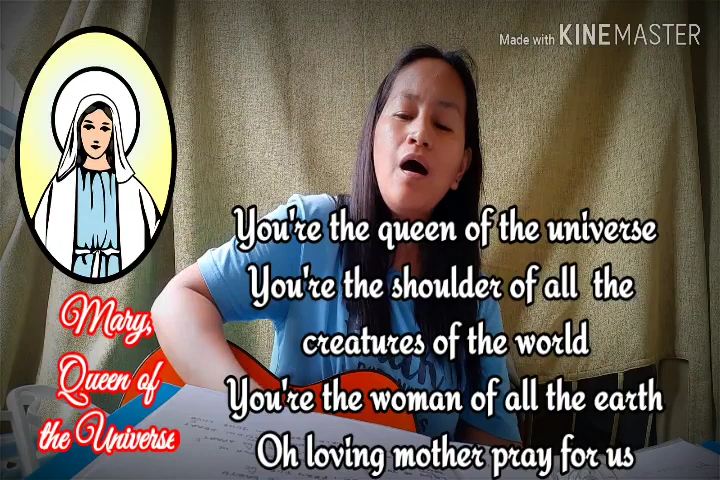 Made with KINEMASTER
You're the queen of the universe
You're the shoulder of all the
creatures of the world
You're the woman of all the earth
Oh loving mother pray for us
Mary,
Queen of
the Universe